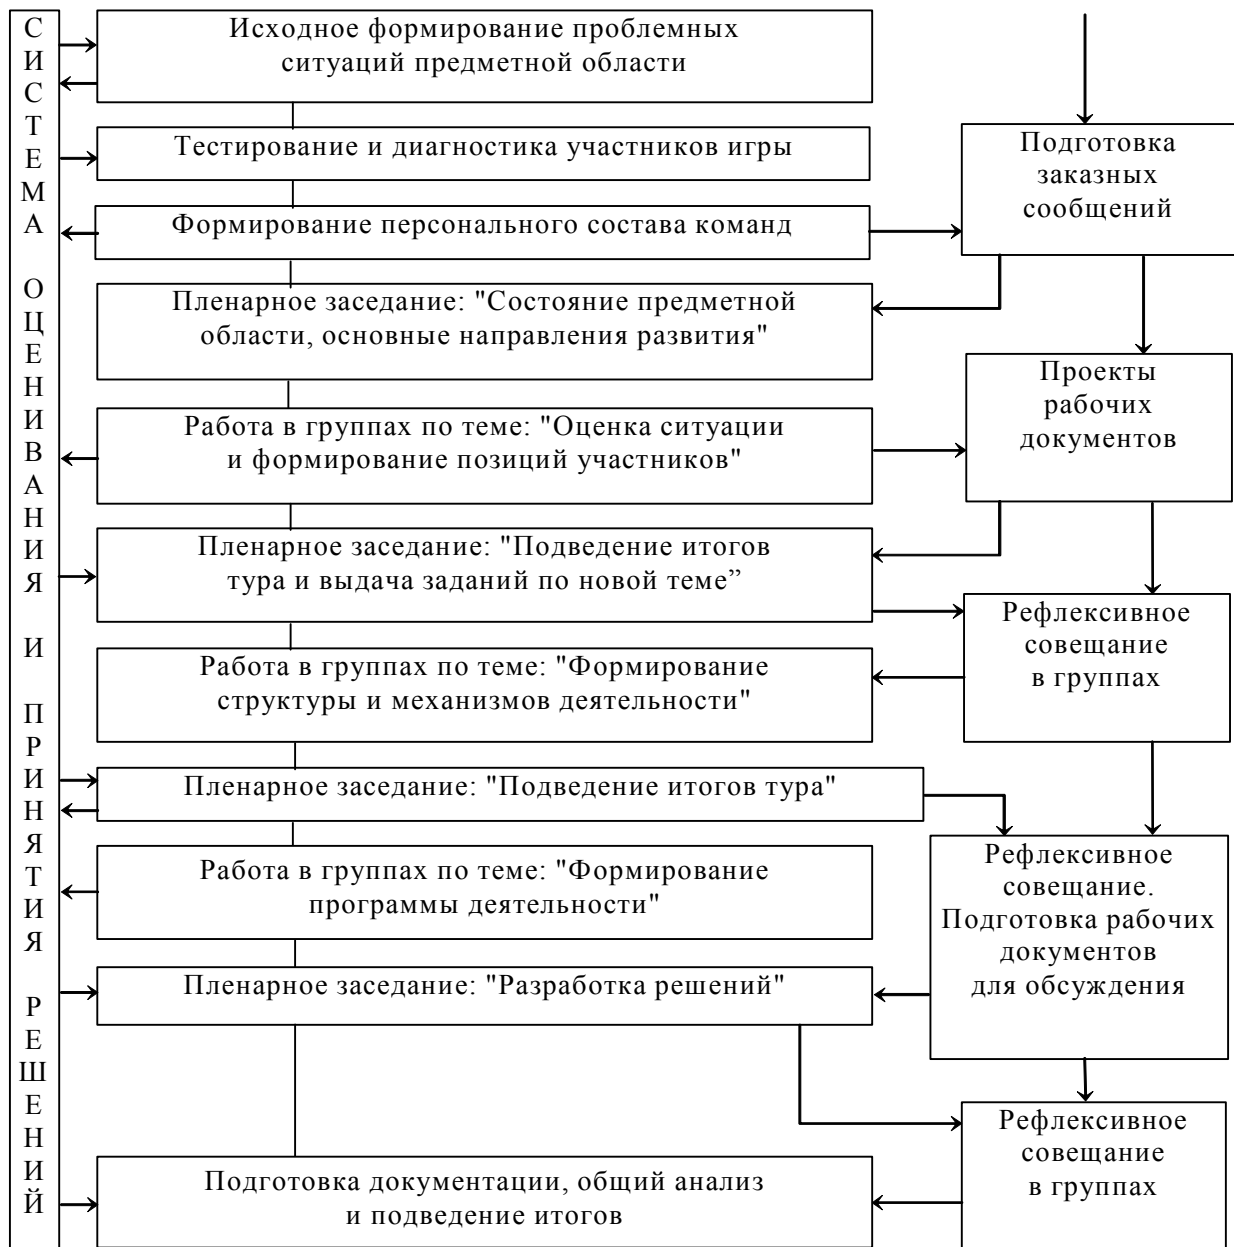 СИСТЕМА ОЦЕНИВАНИЯ И ПРИНЯТИЯ РЕШЕНИЙ
Исходное формирование проблемных
ситуаций предметной области
Тестирование и диагностика участников игры
Подготовка
заказных
сообщений
Формирование персонального состава команд
Пленарное заседание: "Состояние предметной
области, основные направления развития"
Проекты
рабочих
документов
Работа в группах по теме: "Оценка ситуации
и формирование позиций участников"
Пленарное заседание: "Подведение итогов
тура и выдача заданий по новой теме”
Рефлексивное
совещание
в группах
Работа в группах по теме: "Формирование
структуры и механизмов деятельности"
Пленарное заседание: "Подведение итогов тура"
Рефлексивное
совещание.
Подготовка рабочих
документов
для обсуждения
Работа в группах по теме: "Формирование
программы деятельности"
Пленарное заседание: "Разработка решений"
Рефлексивное
совещание
в группах
Подготовка документации, общий анализ
и подведение итогов